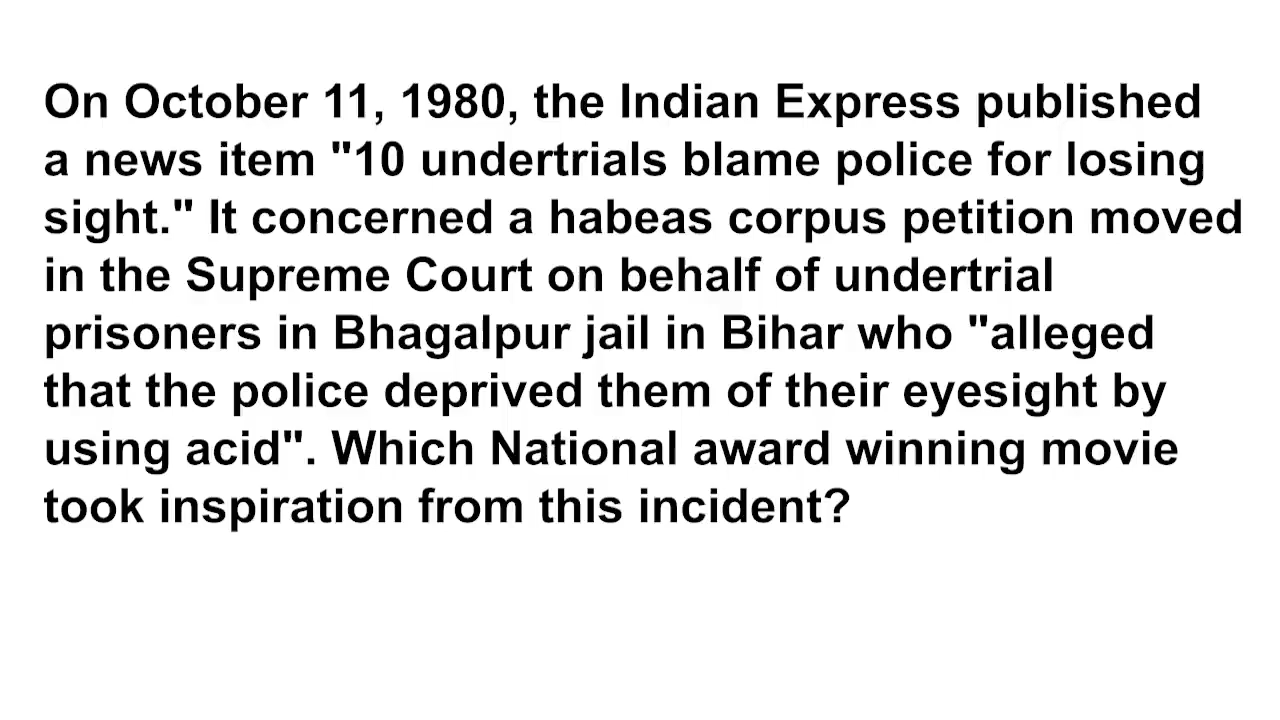 On October 11, 1980, the Indian Express published
a news item "10 undertrials blame police for losing
sight." It concerned a habeas corpus petition moved
in the Supreme Court on behalf of undertrial
prisoners in Bhagalpur jail in Bihar who "alleged
that the police deprived them of their eyesight by
using acid". Which National award winning movie
took inspiration from this incident?